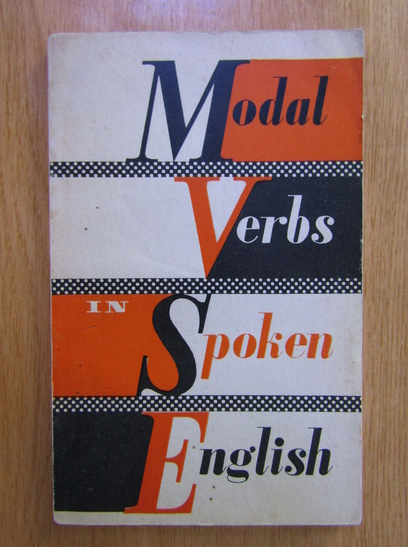 Modal
Verbs
IN Spoken
English